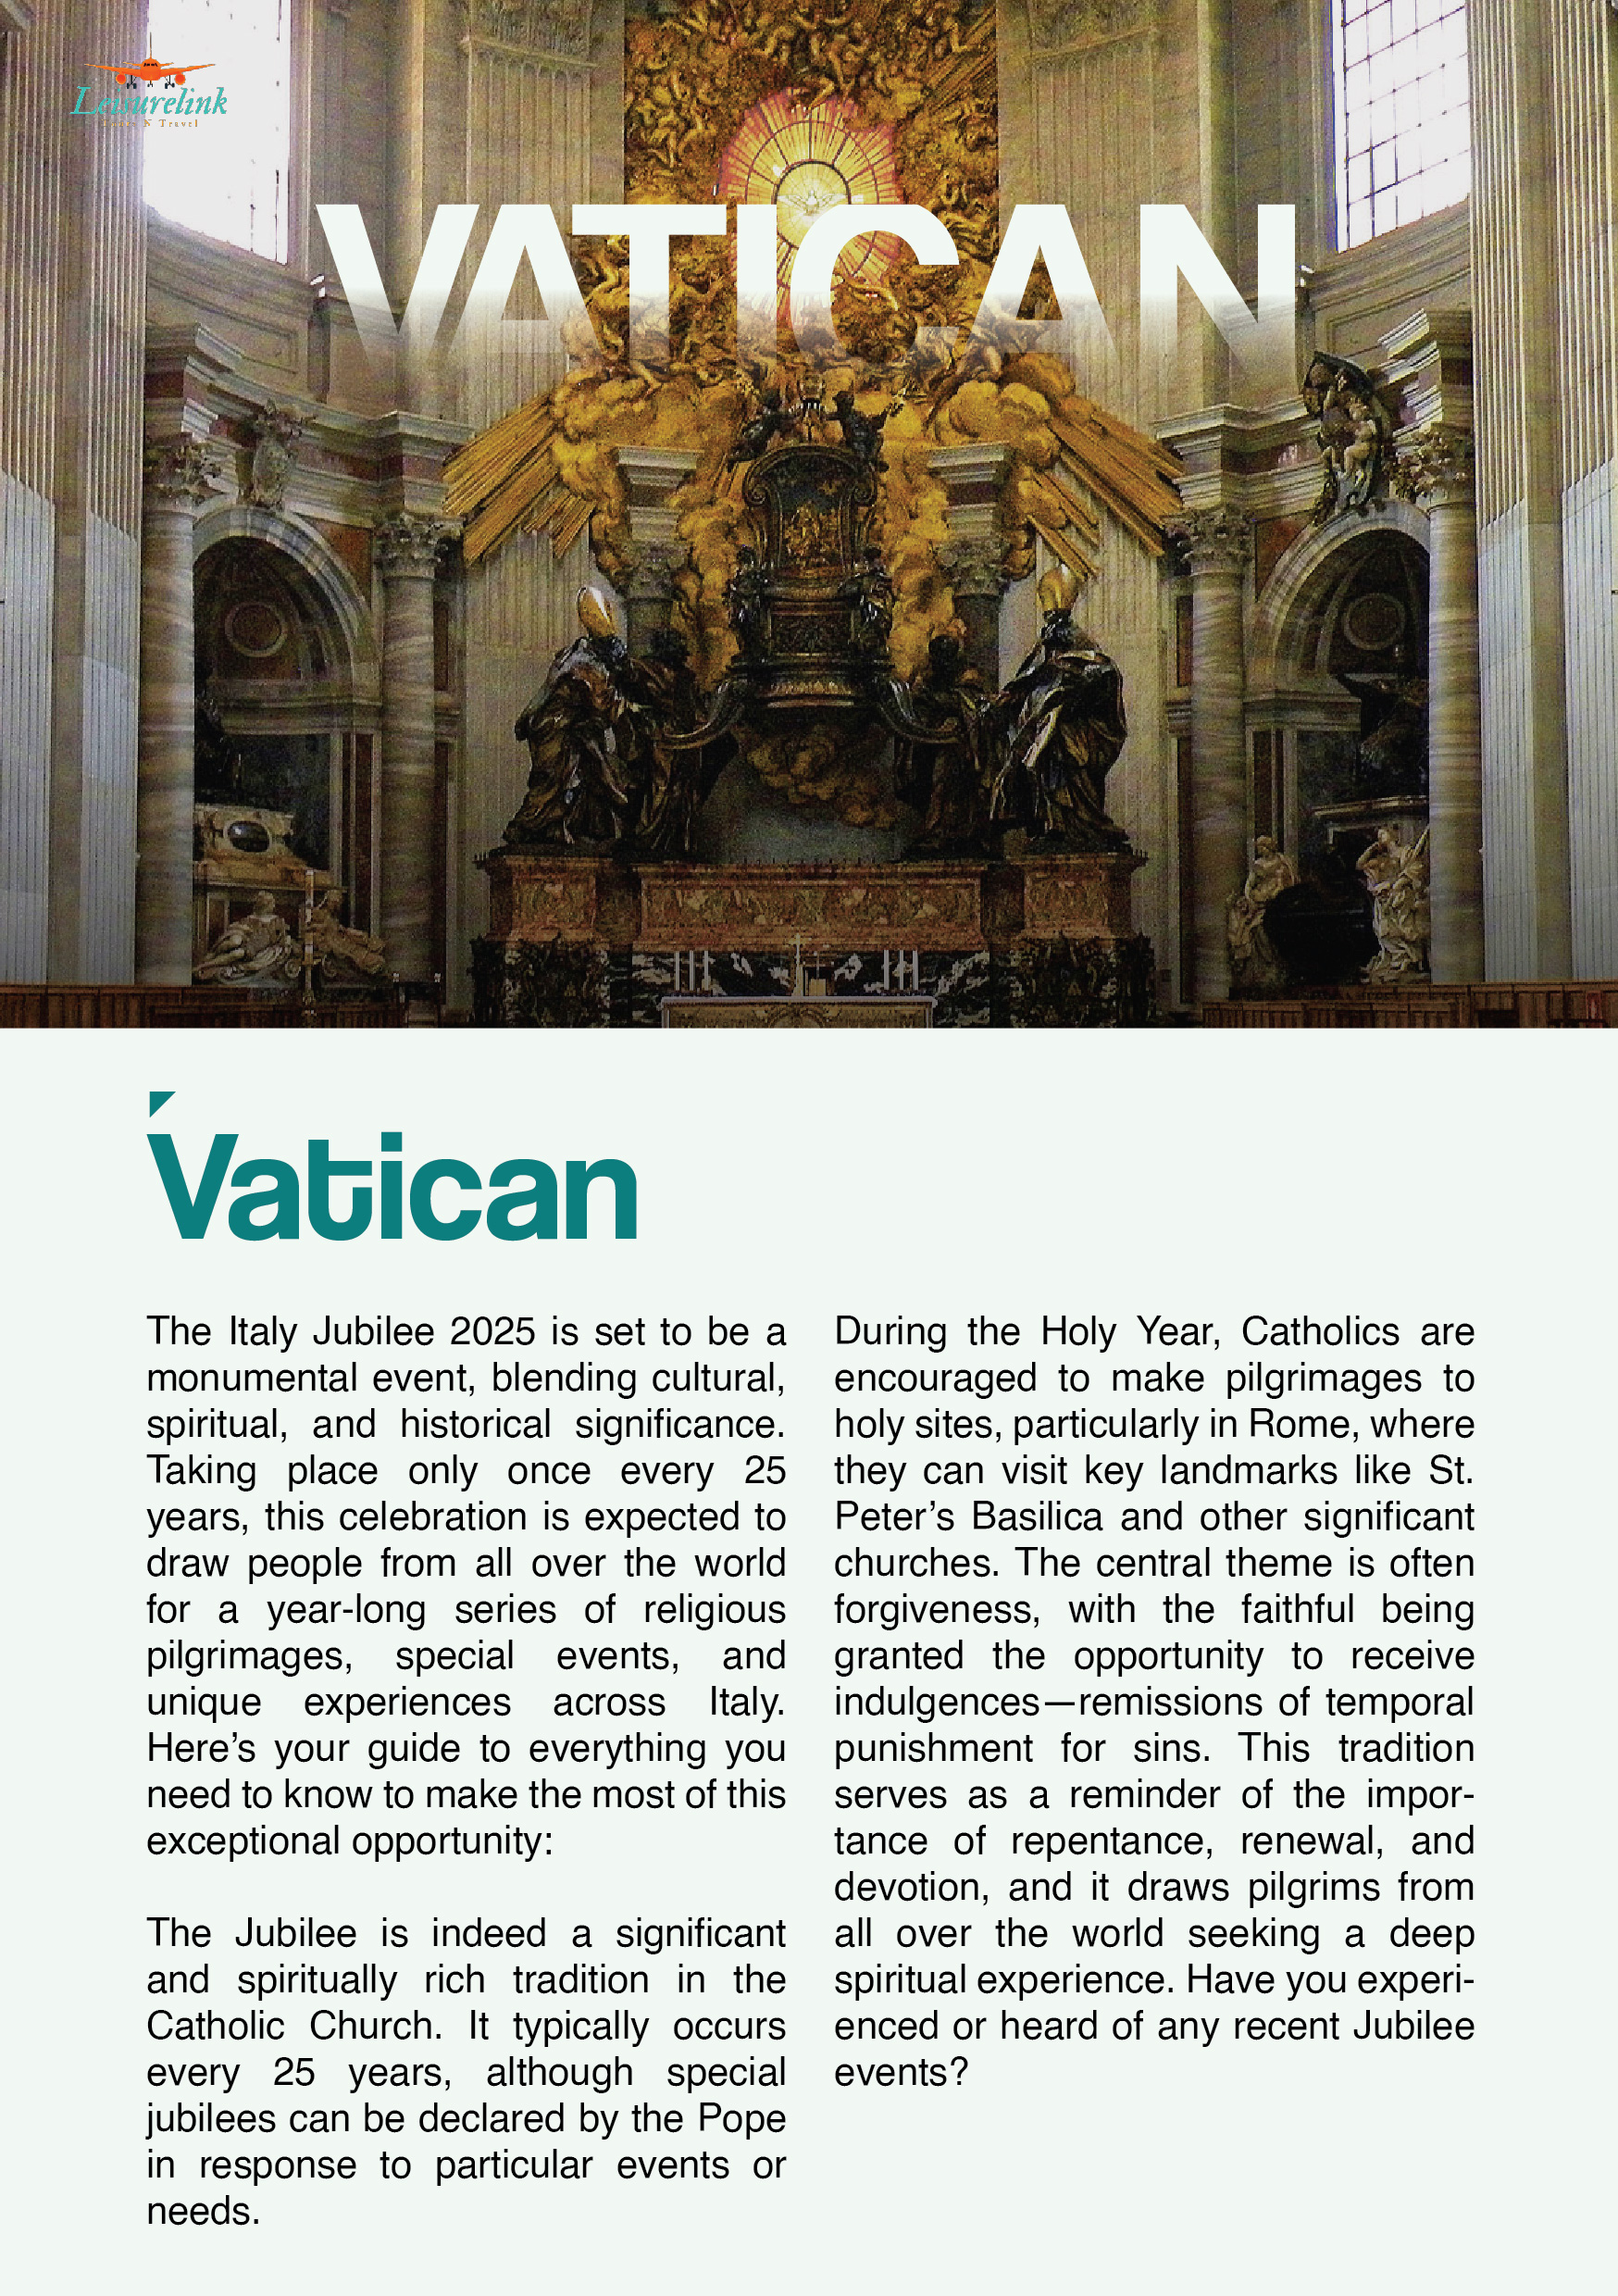 Leisurelink
Tours N Travel
VATICAN
Vatican
The Italy Jubilee 2025 is set to be a
monumental event, blending cultural,
spiritual, and historical significance.
Taking place only once every 25
years, this celebration is expected to
draw people from all over the world
for a year-long series of religious
pilgrimages, special events, and
unique experiences across Italy.
Here’s your guide to everything you
need to know to make the most of this
exceptional opportunity:
The Jubilee is indeed a significant
and spiritually rich tradition in the
Catholic Church. It typically occurs
every 25 years, although special
jubilees can be declared by the Pope
in response to particular events or
needs.
During the Holy Year, Catholics are
encouraged to make pilgrimages to
holy sites, particularly in Rome, where
they can visit key landmarks like St.
Peter’s Basilica and other significant
churches. The central theme is often
forgiveness, with the faithful being
granted the opportunity to receive
indulgences—remissions of temporal
punishment for sins. This tradition
serves as a reminder of the impor-
tance of repentance, renewal, and
devotion, and it draws pilgrims from
all over the world seeking a deep
spiritual experience. Have you experi-
enced or heard of any recent Jubilee
events?